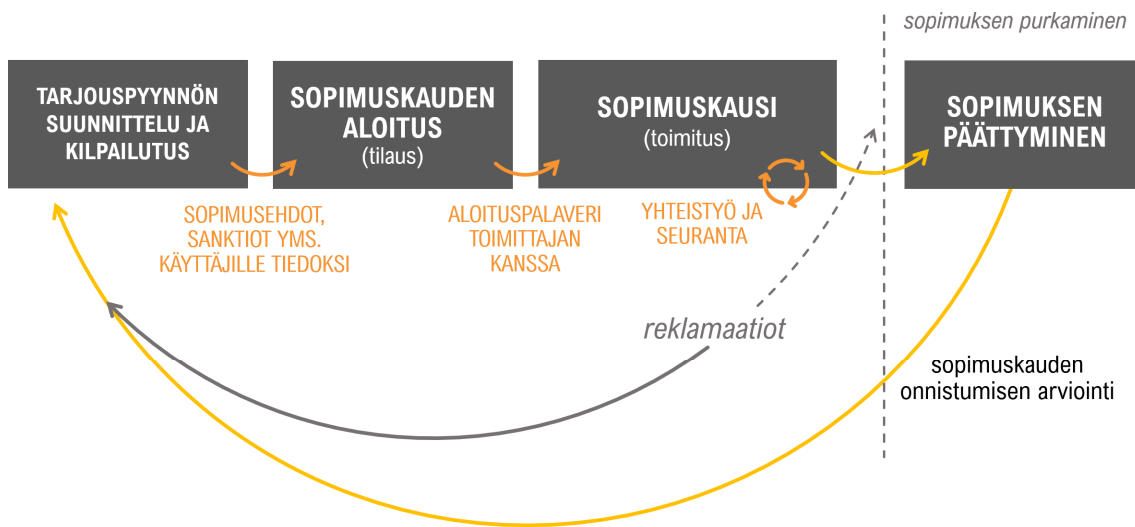 sopimuksen purkaminen
TARJOUSPYYNNÖN
SUUNNITTELU JA
KILPAILUTUS
SOPIMUSKAUDEN
ALOITUS
(tilaus)
SOPIMUSKAUSI
(toimitus)
SOPIMUKSEN
PÄÄTTYMINEN
SOPIMUSEHDOT,
SANKTIOT YMS.
KÄYTTÄJILLE TIEDOKSI
ALOITUSPALAVERI
TOIMITTAJAN
KANSSA
YHTEISTYÖ JA
SEURANTA
reklamaatiot
sopimuskauden
onnistumisen arviointi